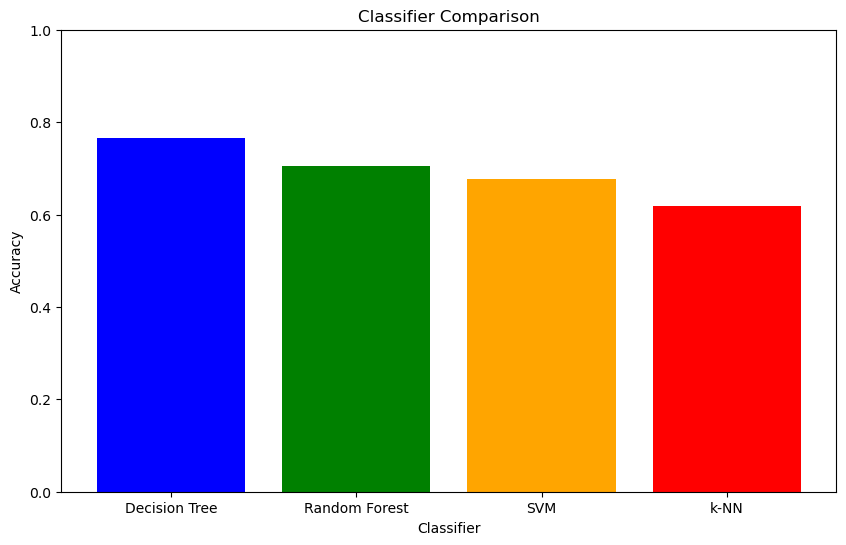 Classifier Comparison
1.0
0.8
0.6
0.4
0.2
0.0
Accuracy
Decision Tree Random Forest SVM k-NN
Classifier